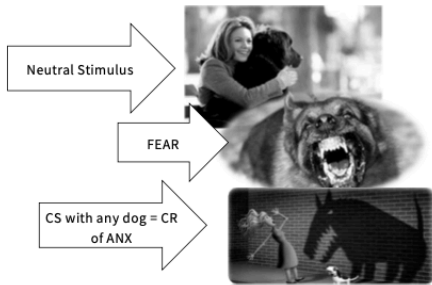 Neutral Stimulus
FEAR
CS with any dog = CR
of ANX